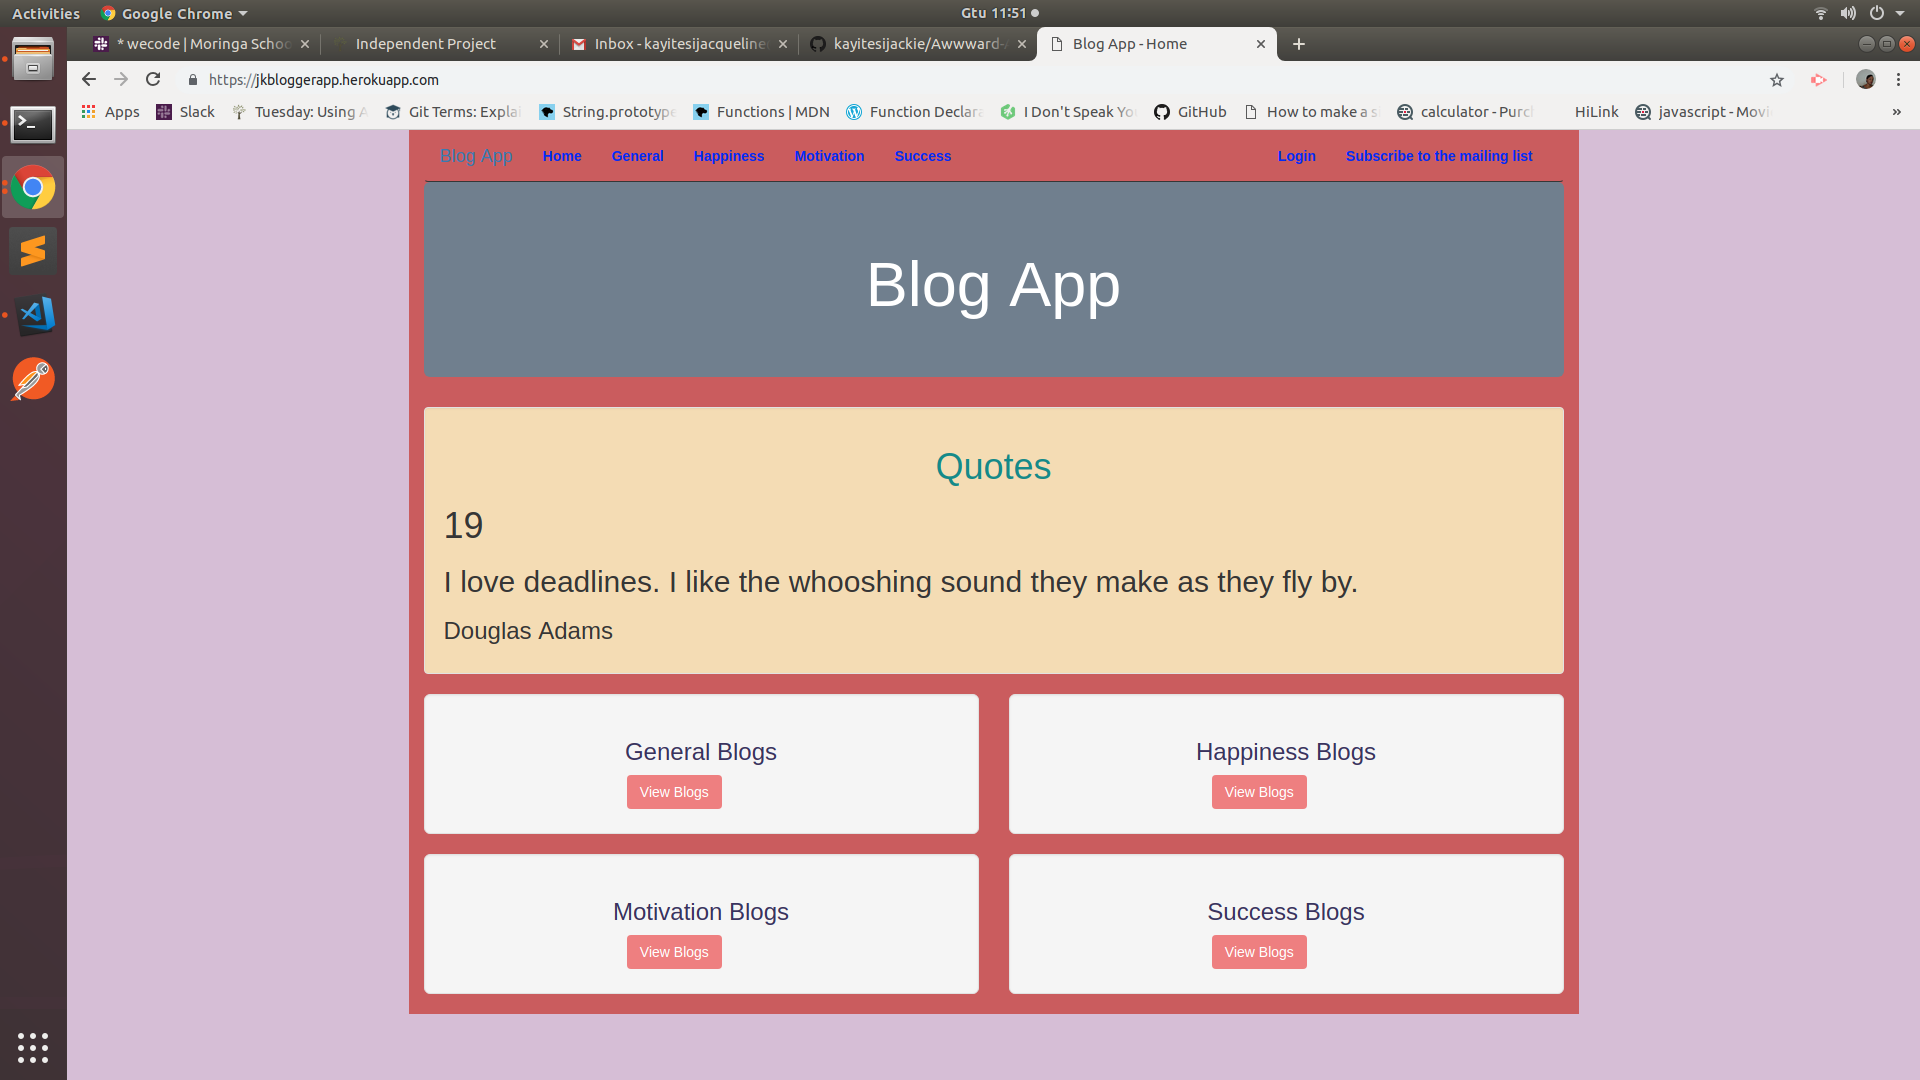 Activities Google Chrome Gtu 11:51
* wecode | Moringa Schoo Independent Project Inbox - kayitesijacqueline kayitesijackie/Awwward- Blog App - Home
https://jkbloggerapp.herokuapp.com
Apps Slack Tuesday: Using A Git Terms: Explai String.prototype Functions | MDN Function Declara I Don't Speak Yo GitHub How to make a s calculator - Purch HiLink javascript - Movi »
Blog App Home General Happiness Motivation Success Login Subscribe to the mailing list
Blog App
Quotes
19
I love deadlines. I like the whooshing sound they make as they fly by.
Douglas Adams
General Blogs
View Blogs
Happiness Blogs
View Blogs
Motivation Blogs
View Blogs
Success Blogs
View Blogs